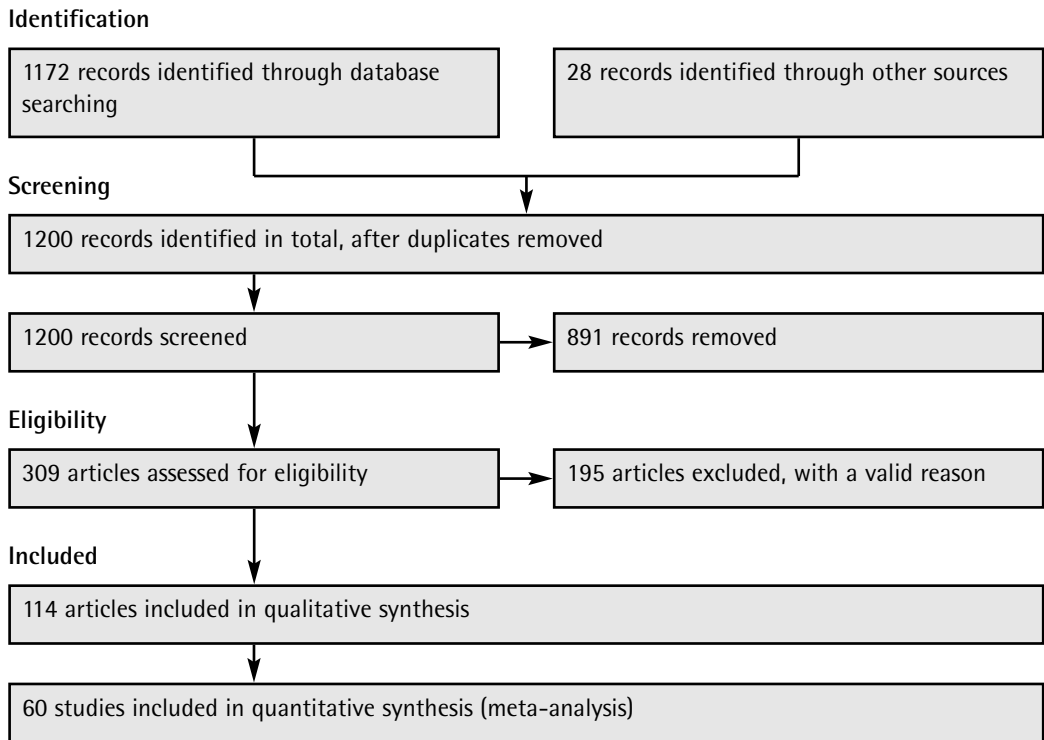 Identification
1172 records identified through database
searching
28 records identified through other sources
Screening
1200 records identified in total, after duplicates removed
1200 records screened
891 records removed
Eligibility
309 articles assessed for eligibility
195 articles excluded, with a valid reason
Included
114 articles included in qualitative synthesis
60 studies included in quantitative synthesis (meta-analysis)